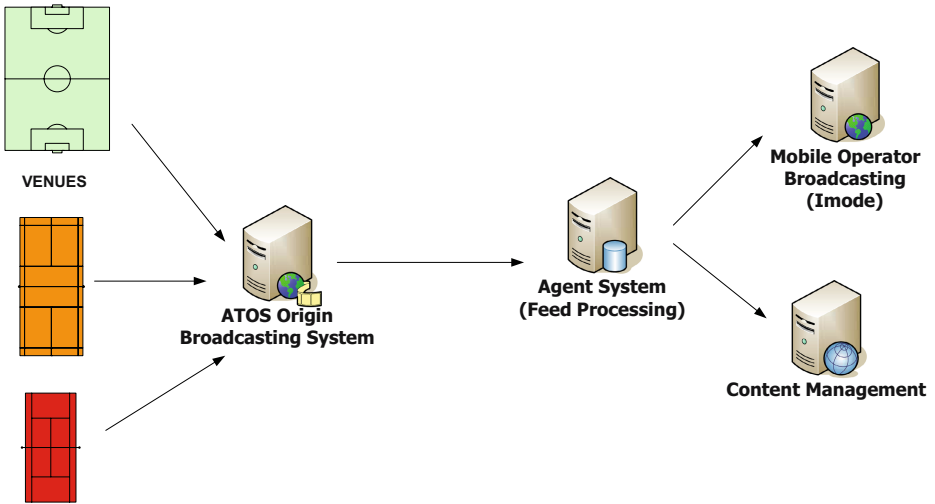 VENUES
ATOS Origin
Broadcasting System
Agent System
(Feed Processing)
Mobile Operator
Broadcasting
(Imode)
Content Management